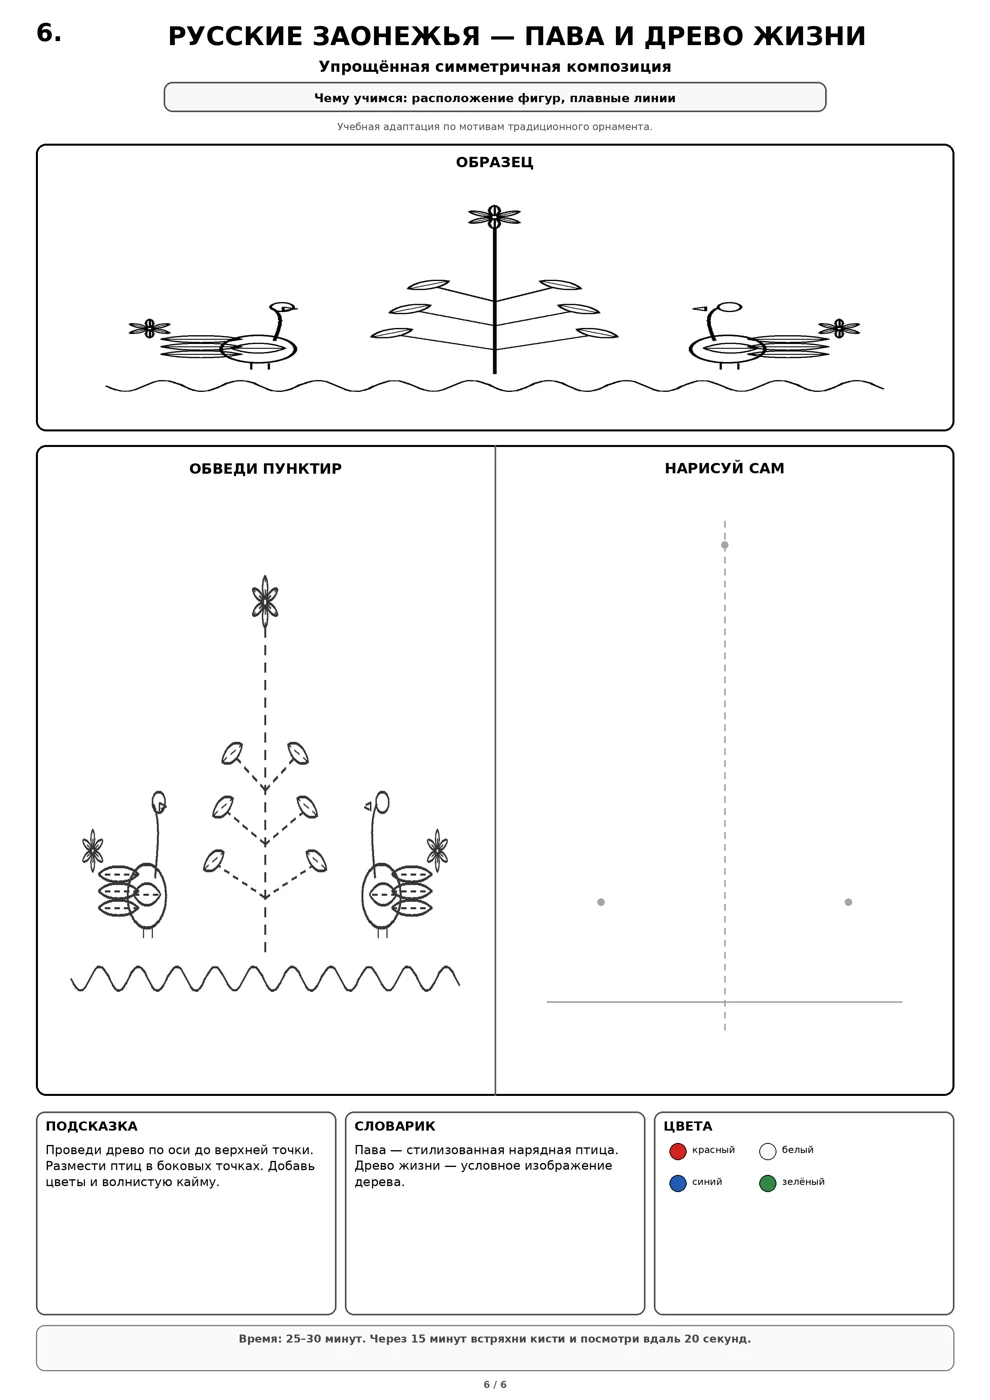 6.
РУССКИЕ ЗАОНЕЖЬЯ — ПАВА И ДРЕВО ЖИЗНИ
Упрощённая симметричная композиция
Чему учимся: расположение фигур, плавные линии
Учебная адаптация по мотивам традиционного орнамента.
ОБРАЗЕЦ
ОБВЕДИ ПУНКТИР
НАРИСУЙ САМ
ПОДСКАЗКА
Проведи древо по оси до верхней точки.
Размести птиц в боковых точках. Добавь
цветы и волнистую кайму.
СЛОВАРИК
Пава — стилизованная нарядная птица.
Древо жизни — условное изображение
дерева.
ЦВЕТА
красный
белый
синий
зелёный
Время: 25–30 минут. Через 15 минут встряхни кисти и посмотри вдаль 20 секунд.
6 / 6